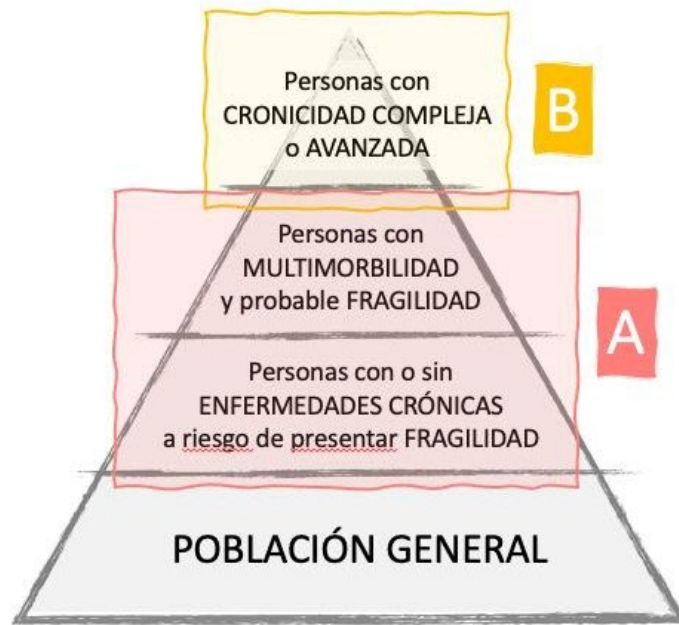 Personas con
CRONICIDAD COMPLEJA
o AVANZADA
B
Personas con
MULTIMORBILIDAD
y probable FRAGILIDAD
A
Personas con o sin
ENFERMEDADES CRÓNICAS
a riesgo de presentar FRAGILIDAD
POBLACIÓN GENERAL